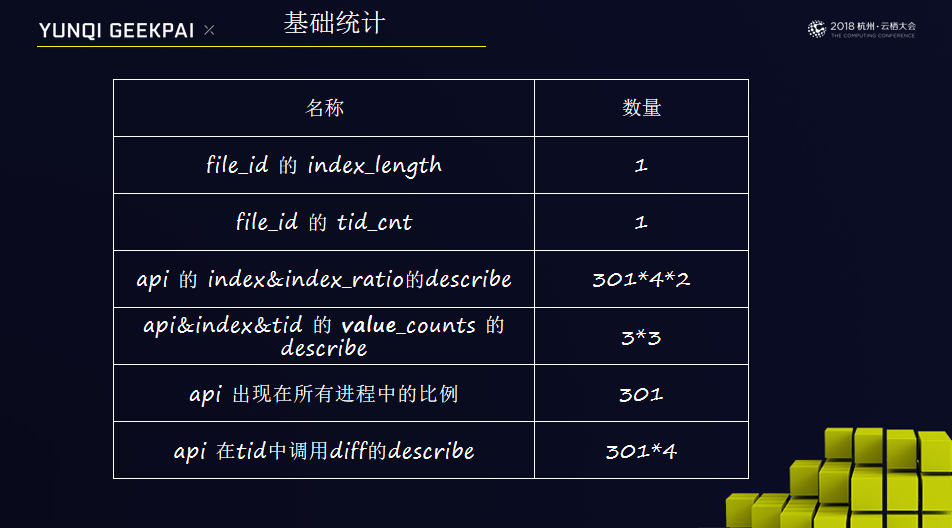 YUNQI GEEKPAI ×
基础统计
2018 杭州·云栖大会
THE COMPUTING CONFERENCE
名称 数量
file_id 的 index_length 1
file_id 的 tid_cnt 1
api 的 index&index_ratio的describe 301*4*2
api&index&tid 的 value_counts 的
describe 3*3
api 出现在所有进程中的比例 301
api 在tid中调用diff的describe 301*4